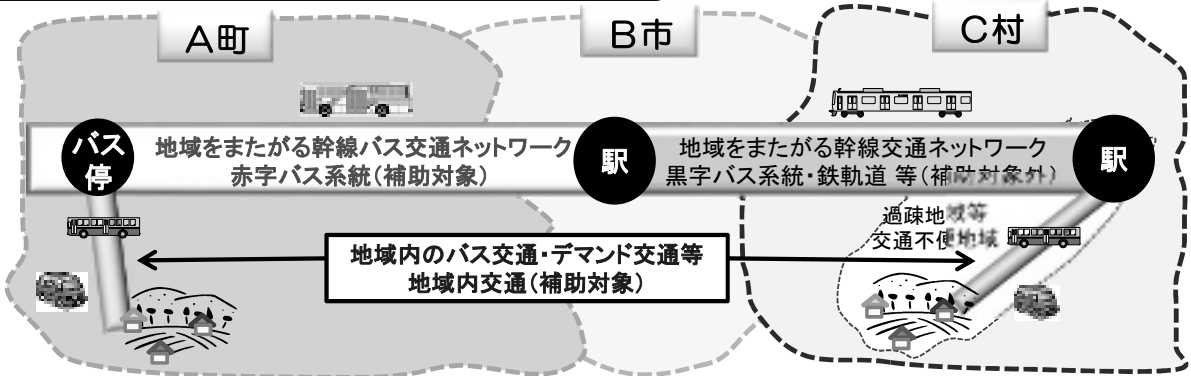 A町
B市
C村
バス
停
地域をまたがる幹線バス交通ネットワーク
赤字バス系統(補助対象)
駅
地域をまたがる幹線交通ネットワーク
黒字バス系統・鉄軌道 等(補助対象外)
駅
過疎地域等
交通不便地域
地域内のバス交通・デマンド交通等
地域内交通(補助対象)